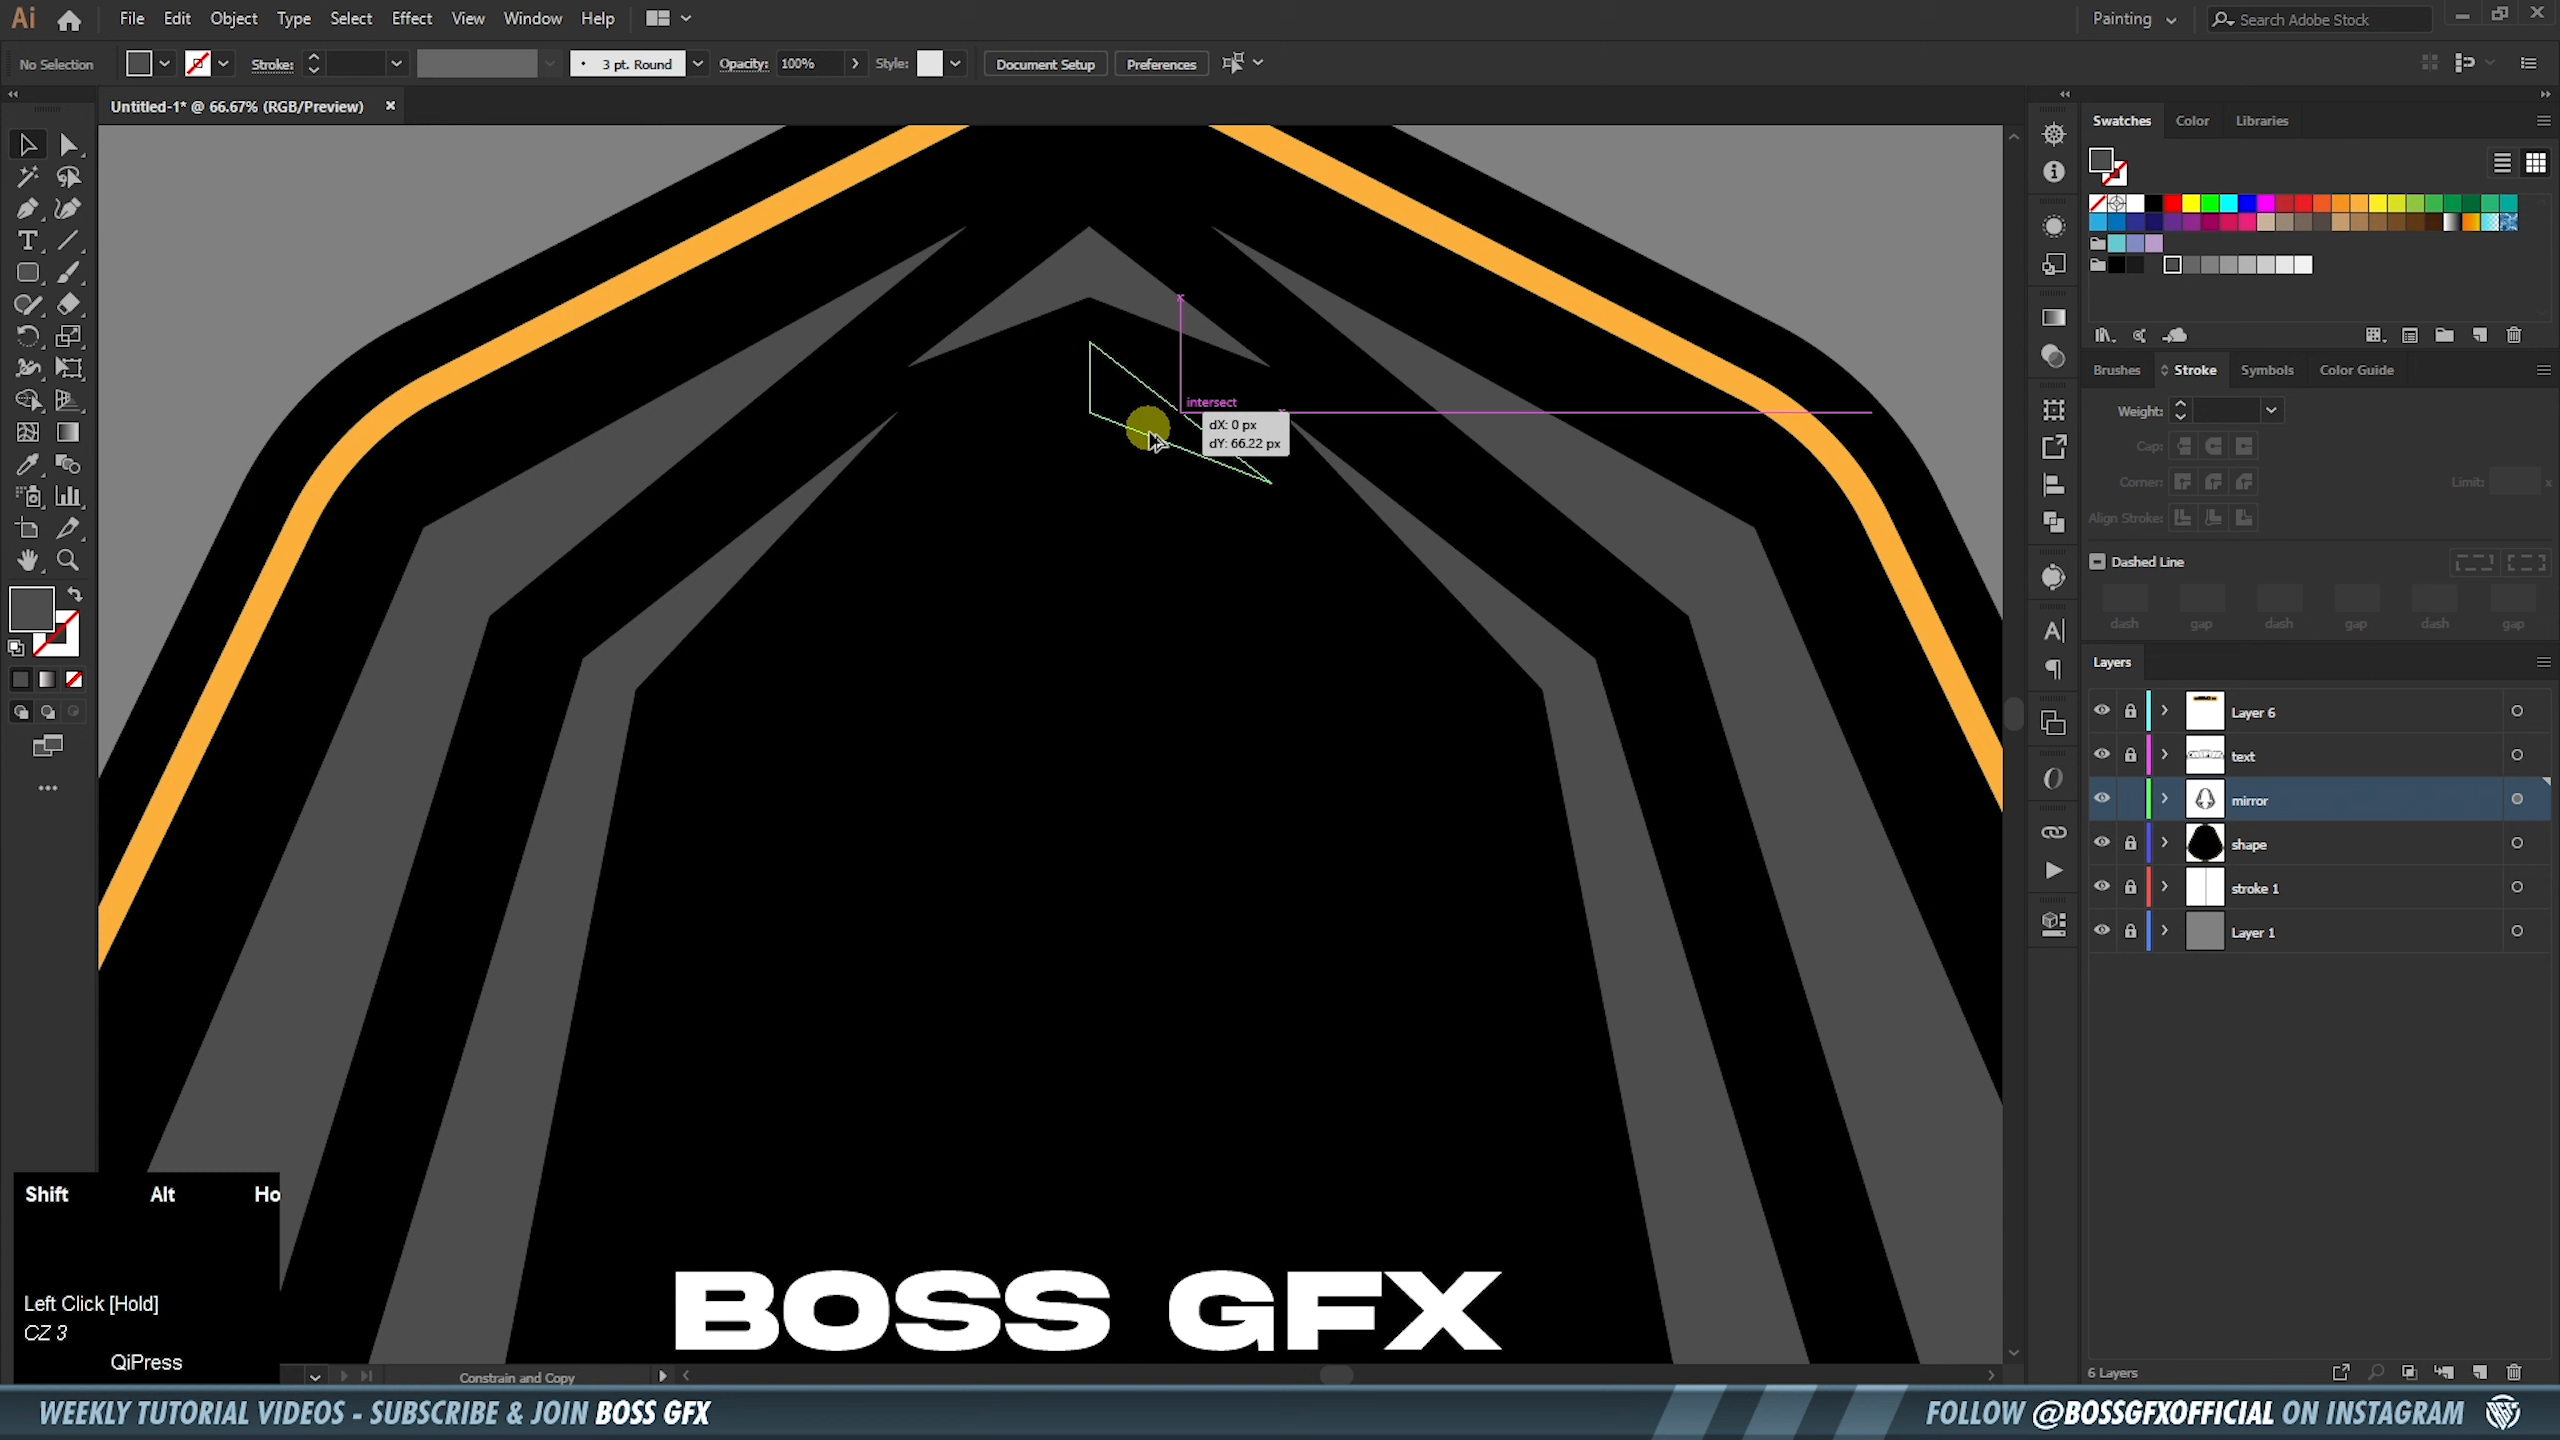 Ai File Edit Object Type Select Effect View Window Help Painting Search Adobe Stock
No Selection Stroke: 3 pt. Round Opacity: 100% Style: Document Setup Preferences
Untitled-1* @ 66.67% (RGB/Preview)
Swatches Color Libraries
Brushes Stroke Symbols Color Guide
Weight:
Cap:
Corner: Limit: x
Align Stroke:
Dashed Line
dash gap dash gap dash gap
Layers
Layer 6
text
mirror
shape
stroke 1
Layer 1
6 Layers
intersect
dX: 0 px
dY: 66.22 px
BOSS GFX
Shift Alt Ho
Left Click [Hold]
CZ 3
QiPress
Constrain and Copy
WEEKLY TUTORIAL VIDEOS - SUBSCRIBE & JOIN BOSS GFX
FOLLOW @BOSSGFXOFFICIAL ON INSTAGRAM